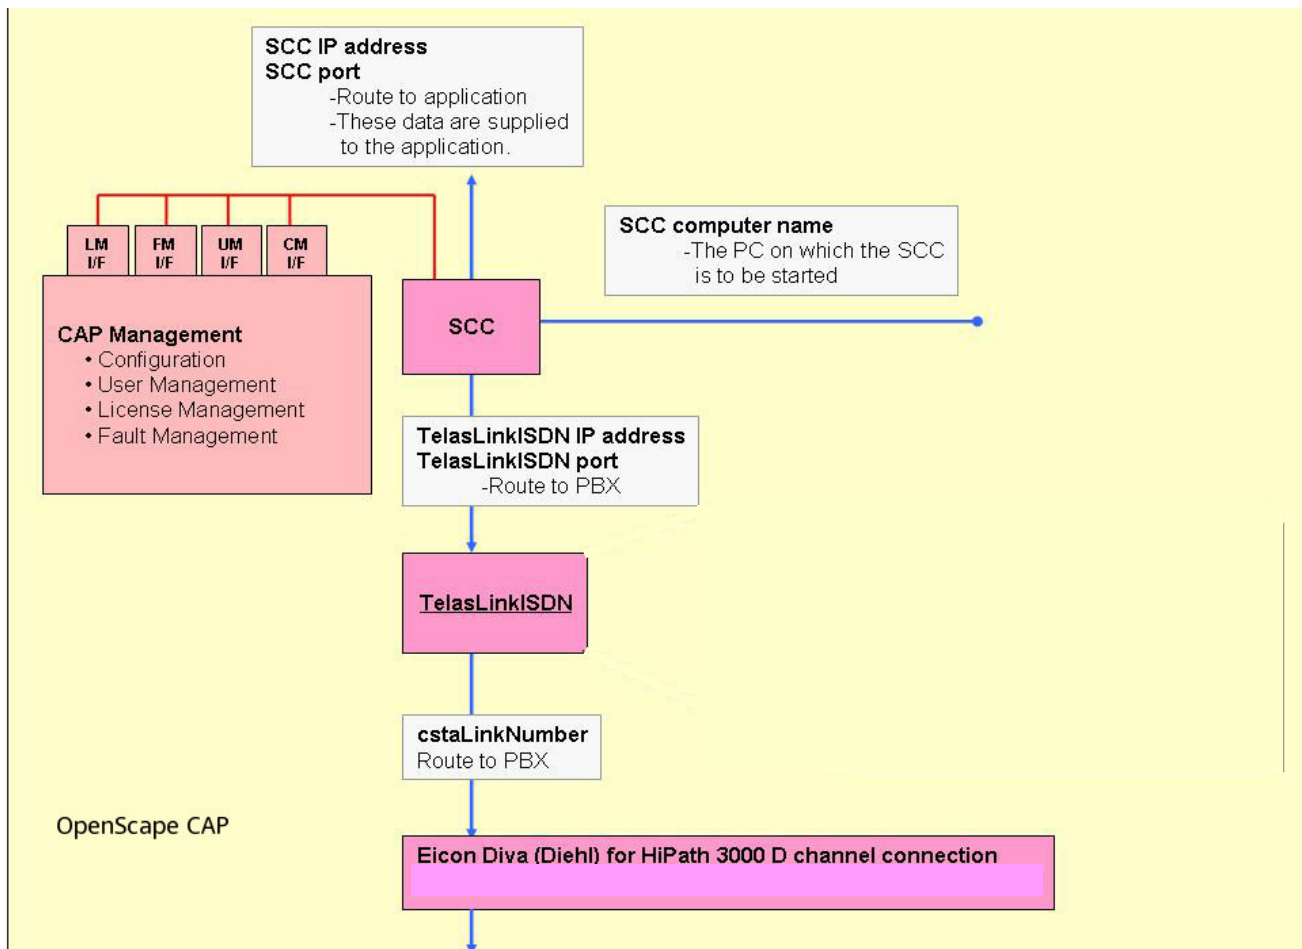 SCC IP address
SCC port
-Route to application
-These data are supplied
to the application.
SCC computer name
-The PC on which the SCC
is to be started
LM
I/F
FM
I/F
UM
I/F
CM
I/F
CAP Management
• Configuration
• User Management
• License Management
• Fault Management
SCC
TelasLinkISDN IP address
TelasLinkISDN port
-Route to PBX
TelasLinkISDN
cstaLinkNumber
Route to PBX
OpenScape CAP
Eicon Diva (Diehl) for HiPath 3000 D channel connection